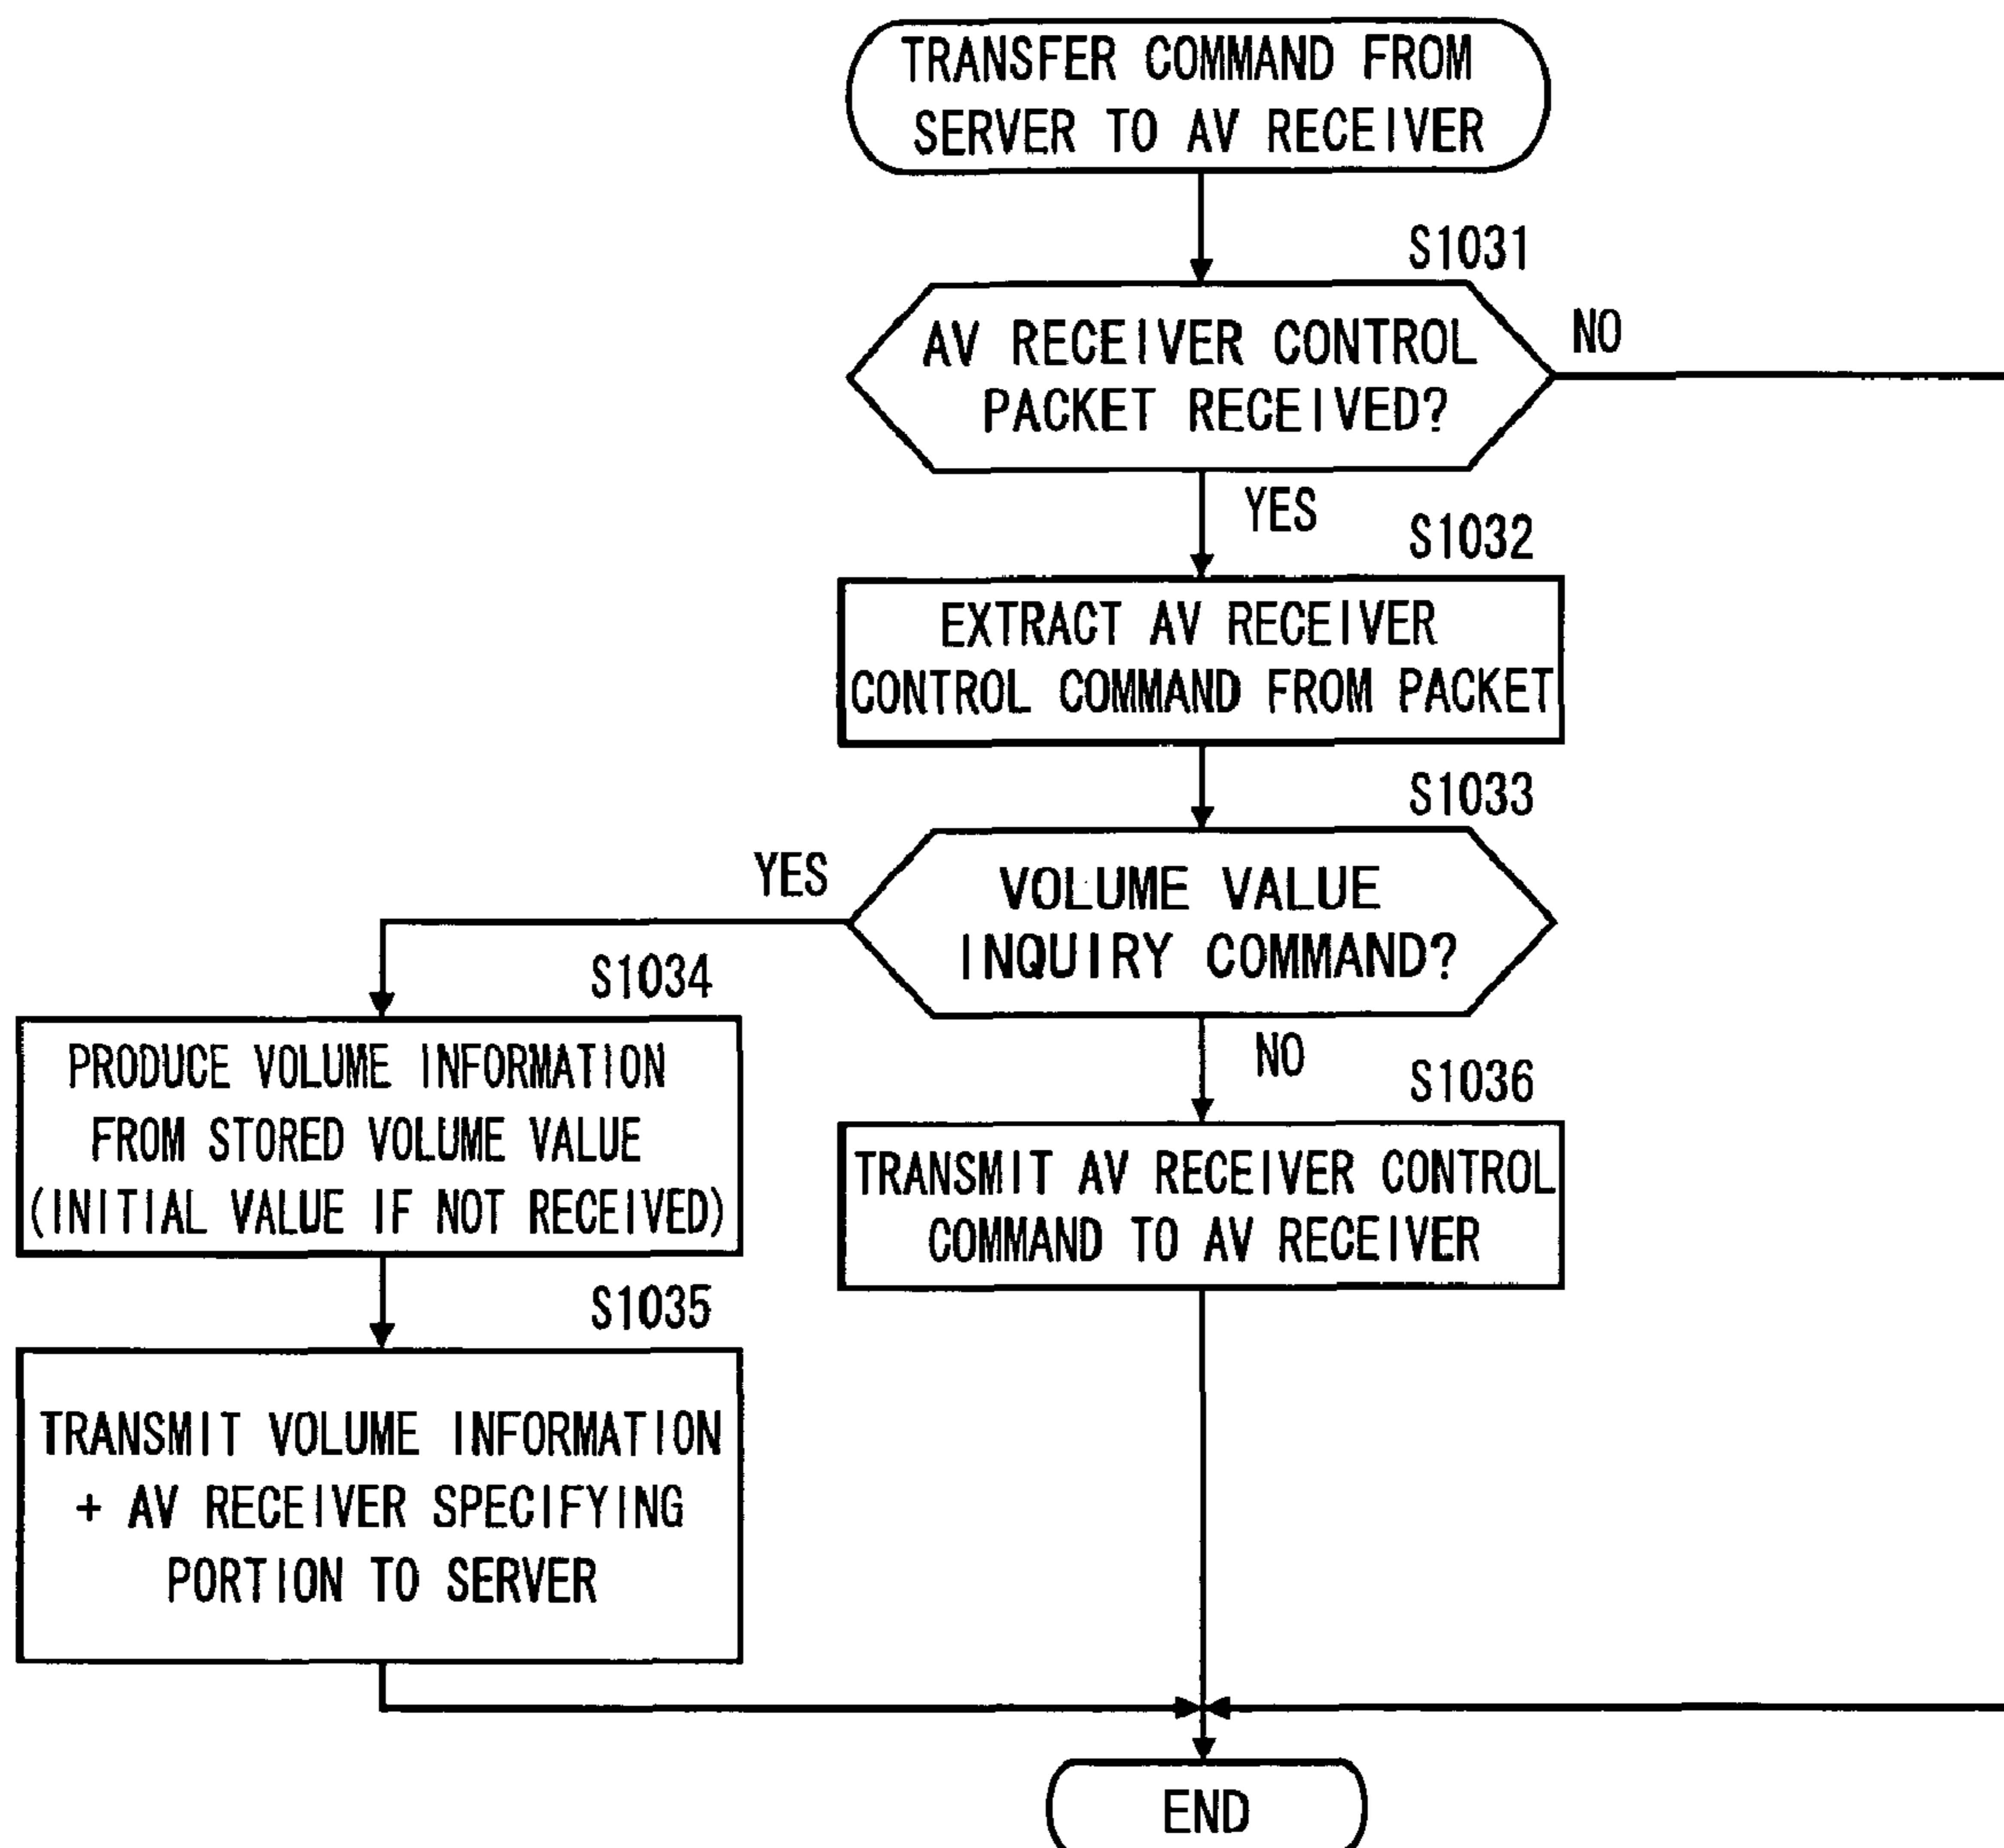 TRANSFER COMMAND FROM
SERVER TO AV RECEIVER
S1031
AV RECEIVER CONTROL
PACKET RECEIVED?
NO
YES
S1032
EXTRACT AV RECEIVER
CONTROL COMMAND FROM PACKET
S1033
VOLUME VALUE
INQUIRY COMMAND?
YES
NO
S1034
PRODUCE VOLUME INFORMATION
FROM STORED VOLUME VALUE
(INITIAL VALUE IF NOT RECEIVED)
S1036
TRANSMIT AV RECEIVER CONTROL
COMMAND TO AV RECEIVER
S1035
TRANSMIT VOLUME INFORMATION
+ AV RECEIVER SPECIFYING
PORTION TO SERVER
END